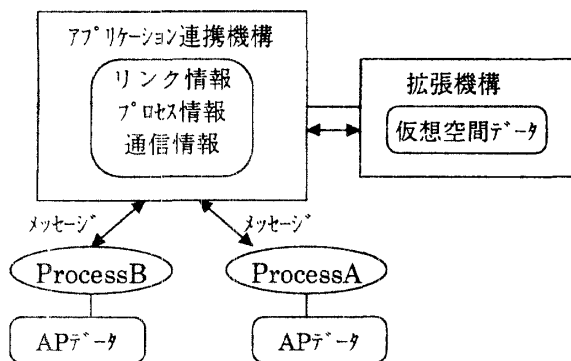 アプリケーション連携機構
リンク情報
プロセス情報
通信情報
拡張機構
仮想空間データ
メッセージ
メッセージ
ProcessB
ProcessA
APデータ
APデータ